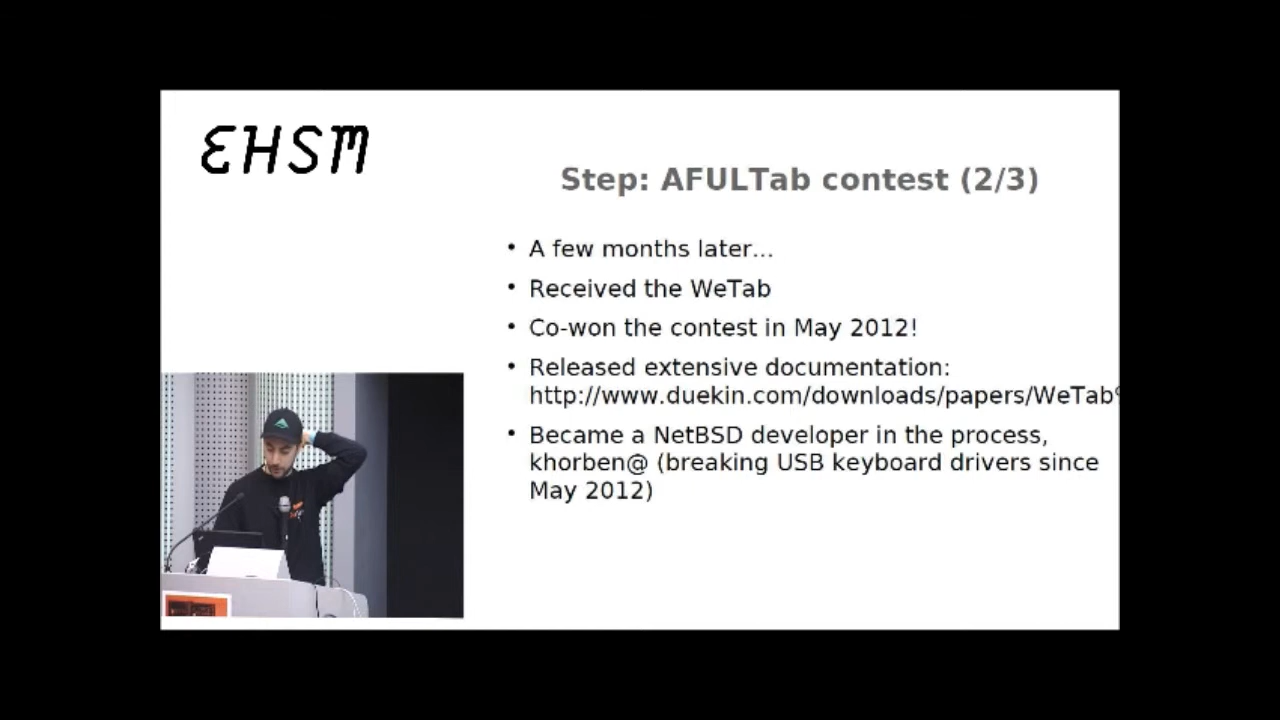 EHSM
Step: AFULTab contest (2/3)
• A few months later...
• Received the WeTab
• Co-won the contest in May 2012!
• Released extensive documentation:
http://www.duekin.com/downloads/papers/WeTab
• Became a NetBSD developer in the process,
khorben@ (breaking USB keyboard drivers since
May 2012)